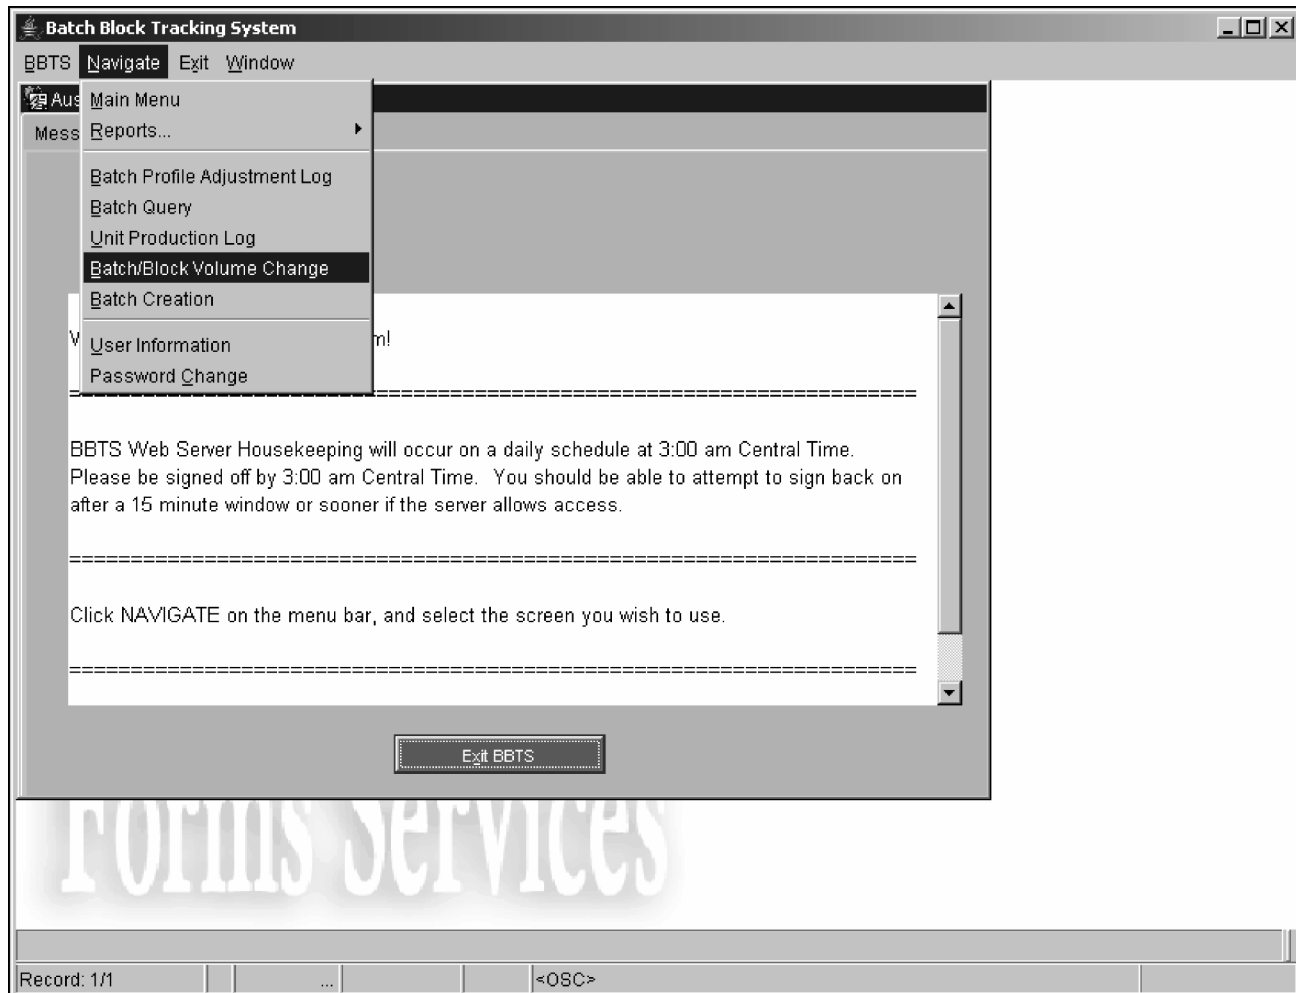 Batch Block Tracking System
BBTS Navigate Exit Window
Aus
Mess
Main Menu
Reports...
Batch Profile Adjustment Log
Batch Query
Unit Production Log
Batch/Block Volume Change
Batch Creation
User Information
Password Change
m!
=====================================================================
BBTS Web Server Housekeeping will occur on a daily schedule at 3:00 am Central Time.
Please be signed off by 3:00 am Central Time. You should be able to attempt to sign back on
after a 15 minute window or sooner if the server allows access.
=====================================================================
Click NAVIGATE on the menu bar, and select the screen you wish to use.
=====================================================================
Exit BBTS
Forms Services
Record: 1/1 ... <OSC>